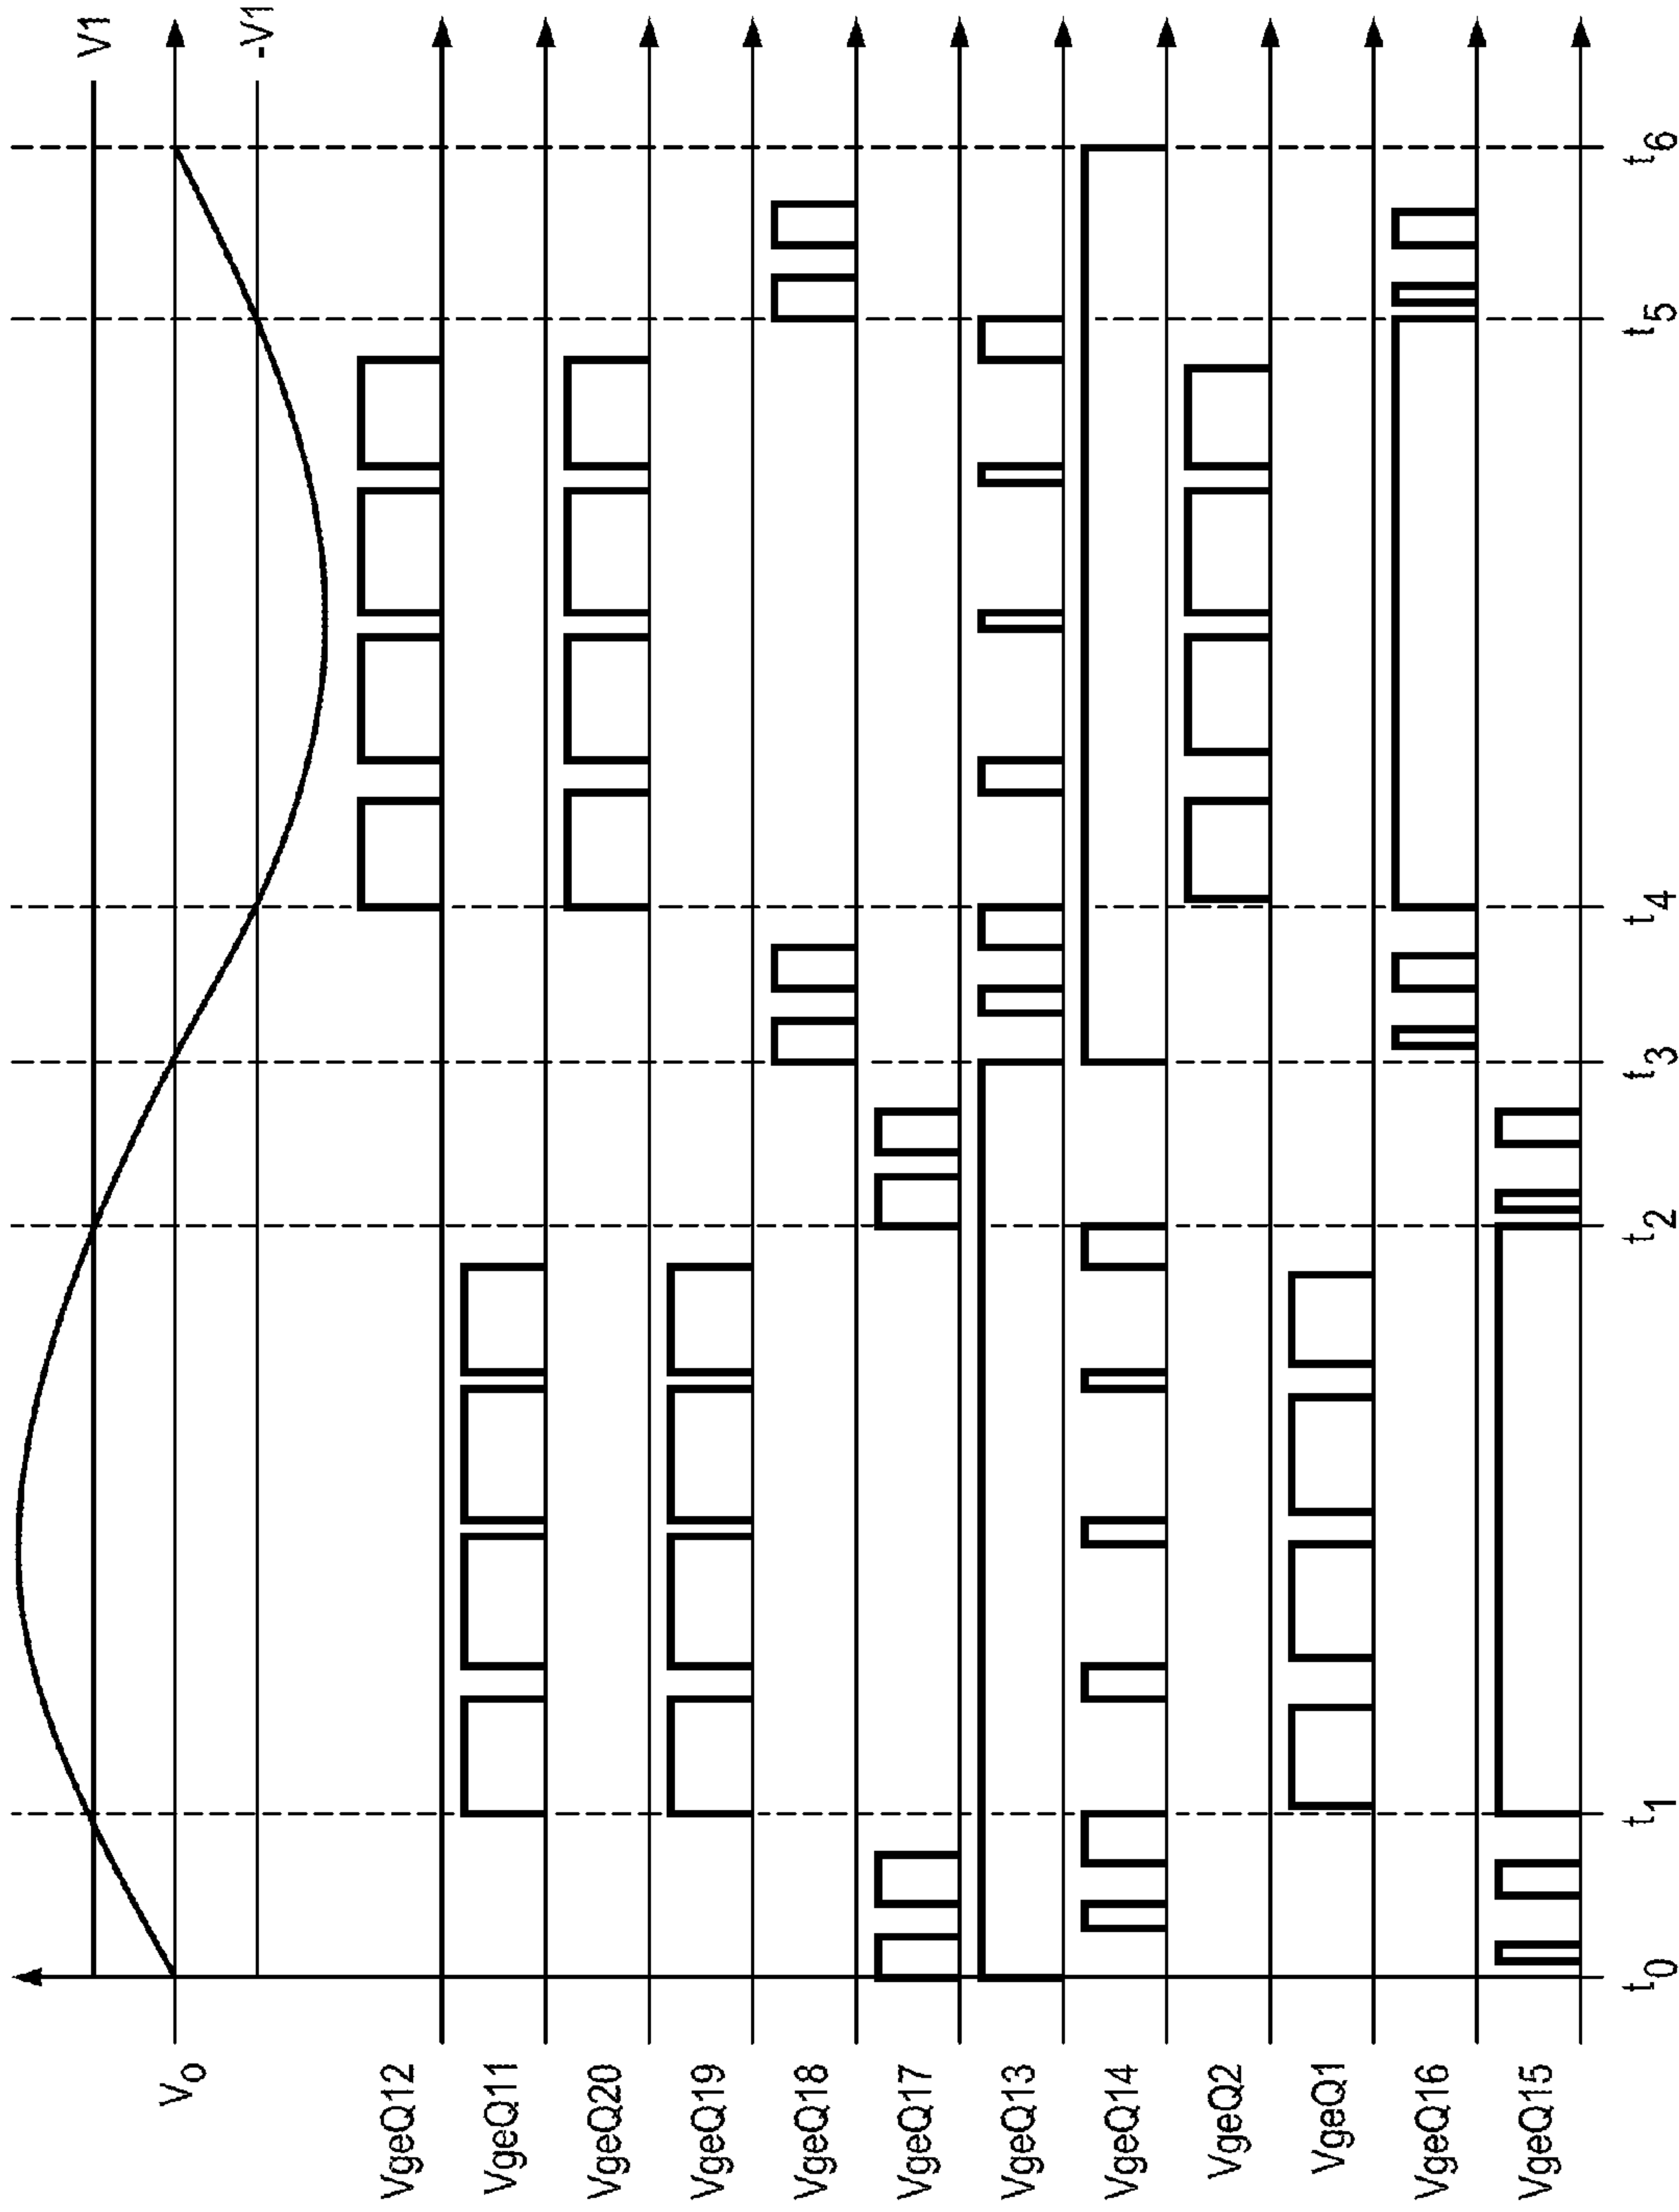 V1
Vo
-V1
VgeQ12
VgeQ11
VgeQ20
VgeQ19
VgeQ18
VgeQ17
VgeQ13
VgeQ14
VgeQ2
VgeQ1
VgeQ16
VgeQ15
t0 t1 t2 t3 t4 t5 t6